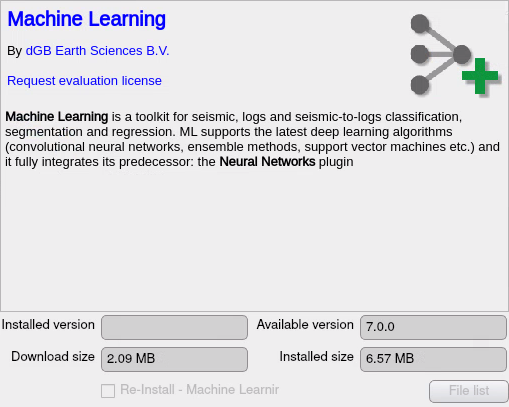 Machine Learning
By dGB Earth Sciences B.V.
Request evaluation license
Machine Learning is a toolkit for seismic, logs and seismic-to-logs classification,
segmentation and regression. ML supports the latest deep learning algorithms
(convolutional neural networks, ensemble methods, support vector machines etc.) and
it fully integrates its predecessor: the Neural Networks plugin
Installed version Available version 7.0.0
Download size 2.09 MB Installed size 6.57 MB
Re-Install - Machine Learnir File list